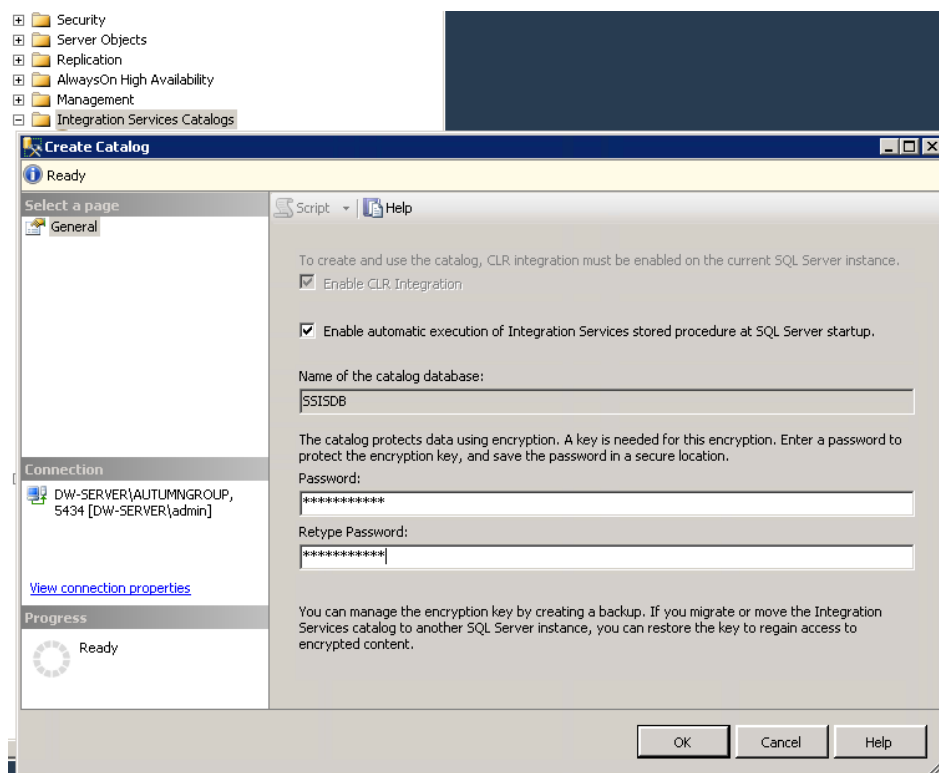 Security
Server Objects
Replication
AlwaysOn High Availability
Management
Integration Services Catalogs
Create Catalog
Ready
Select a page
General
Script
Help
To create and use the catalog, CLR integration must be enabled on the current SQL Server instance.
Enable CLR Integration
Enable automatic execution of Integration Services stored procedure at SQL Server startup.
Name of the catalog database:
SSISDB
The catalog protects data using encryption. A key is needed for this encryption. Enter a password to
protect the encryption key, and save the password in a secure location.
Password:
***********
Retype Password:
***********
You can manage the encryption key by creating a backup. If you migrate or move the Integration
Services catalog to another SQL Server instance, you can restore the key to regain access to
encrypted content.
Connection
DW-SERVER\AUTUMNGROUP,
5434 [DW-SERVER\admin]
View connection properties
Progress
Ready
OK
Cancel
Help